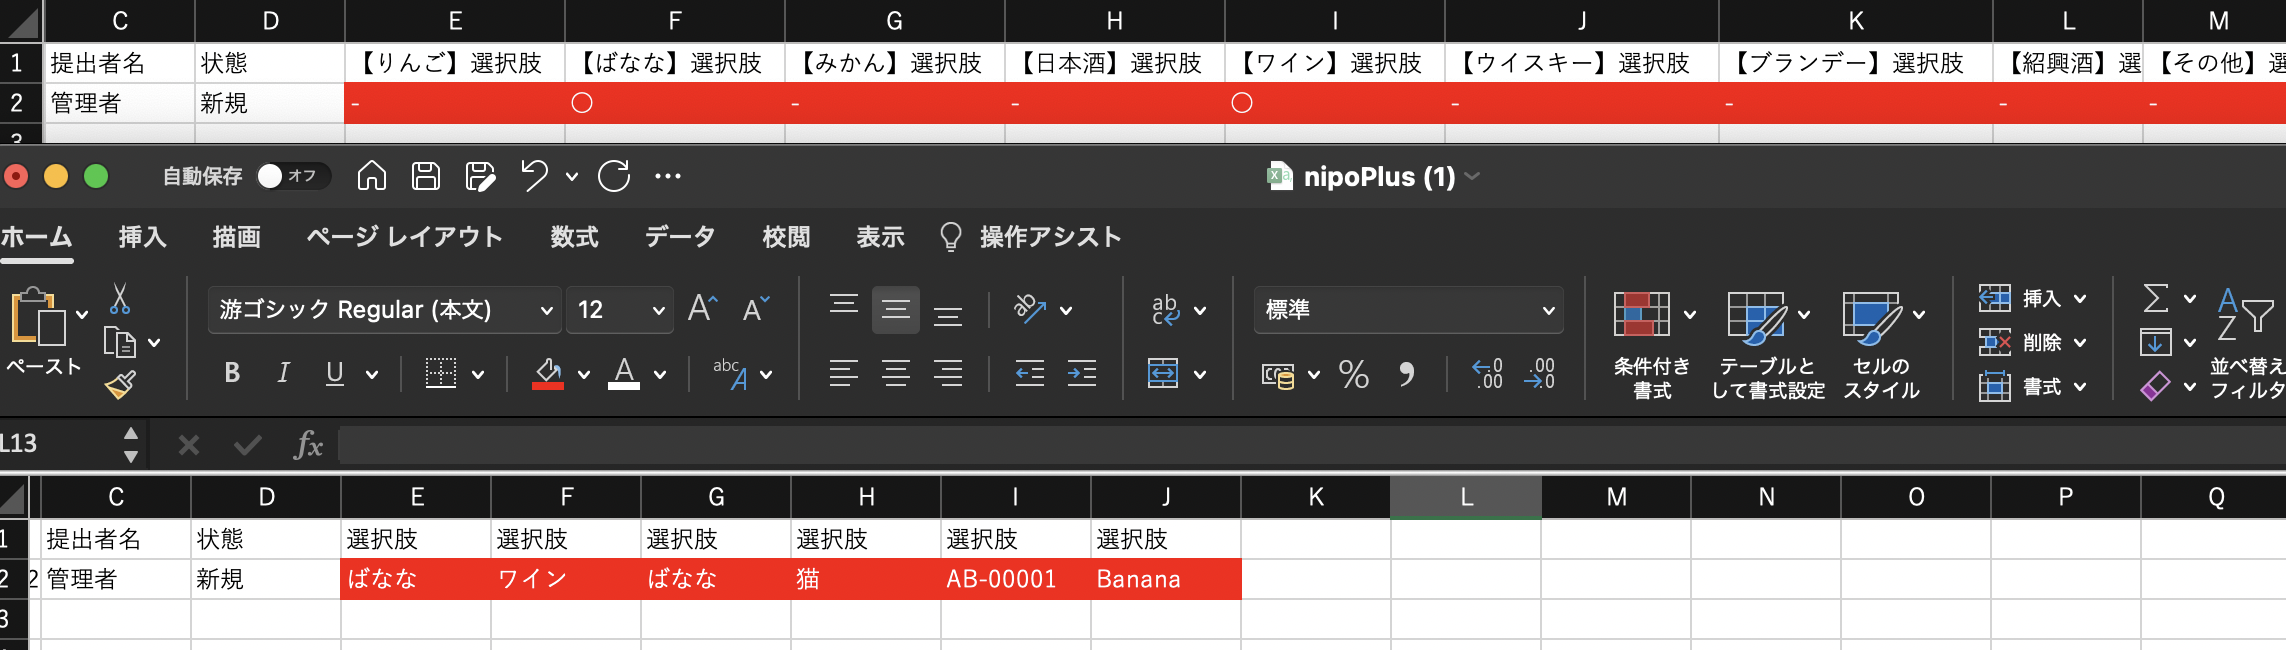 C D E F G H I J K L M
1 提出者名 状態 【りんご】選択肢 【ばなな】選択肢 【みかん】選択肢 【日本酒】選択肢 【ワイン】選択肢 【ウイスキー】選択肢 【ブランデー】選択肢 【紹興酒】選 【その他】選
2 管理者 新規 - ○ - - ○ - - - -
3
自動保存 オフ ... nipoPlus (1)
ホーム 挿入 描画 ページ レイアウト 数式 データ 校閲 表示 操作アシスト
ペースト
游ゴシック Regular (本文) 12 A A
B I U A abc A
ab c
標準
% 9 .0 .00 .00 .0
条件付き書式
テーブルとして書式設定
セルのスタイル
挿入
削除
書式
Σ A Z
並べ替え
フィルタ
L13 fx
C D E F G H I J K L M N O P Q
1 提出者名 状態 選択肢 選択肢 選択肢 選択肢 選択肢 選択肢
2 2 管理者 新規 ばなな ワイン ばなな 猫 AB-00001 Banana
3